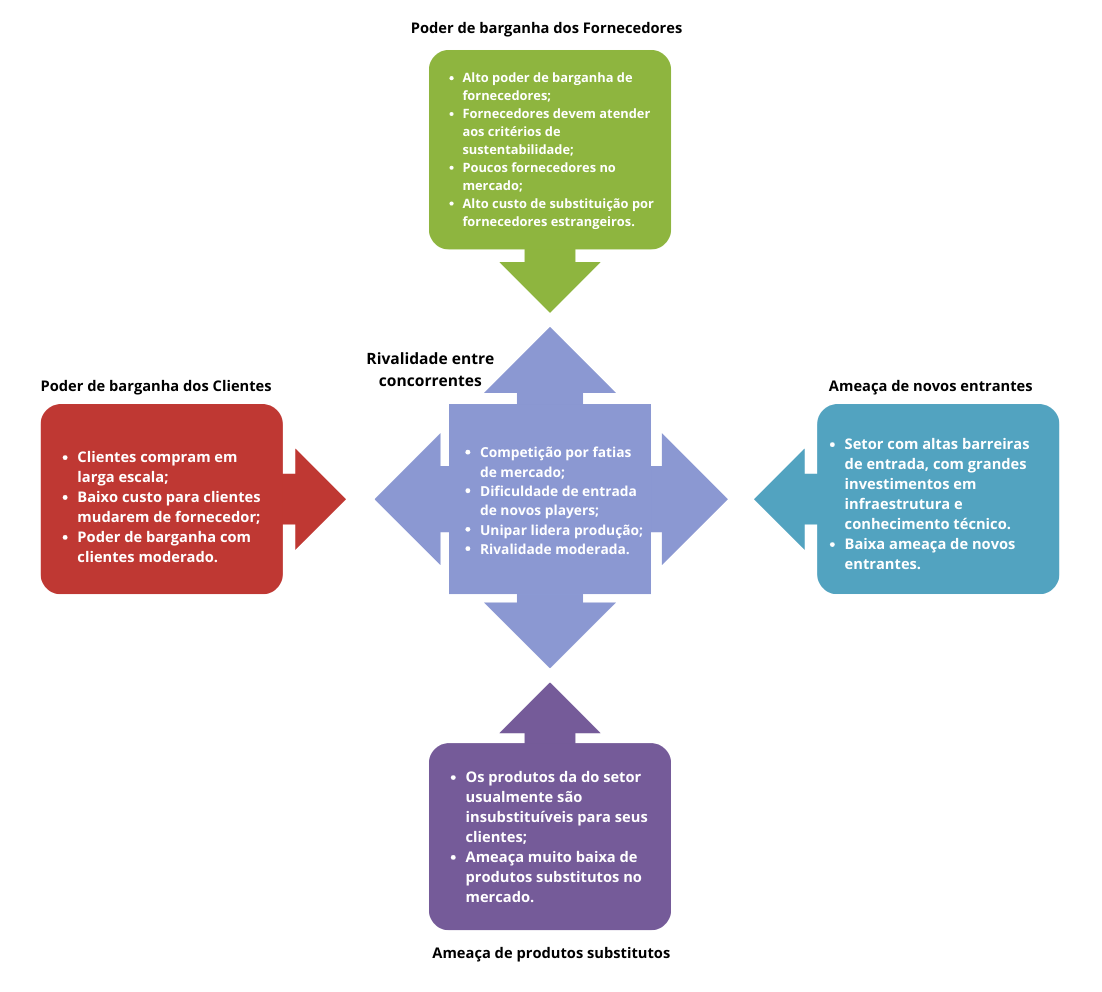 Poder de barganha dos Fornecedores
• Alto poder de barganha de
fornecedores;
• Fornecedores devem atender
aos critérios de
sustentabilidade;
• Poucos fornecedores no
mercado;
• Alto custo de substituição por
fornecedores estrangeiros.
Rivalidade entre
concorrentes
• Competição por fatias
de mercado;
• Dificuldade de entrada
de novos players;
• Unipar lidera produção;
• Rivalidade moderada.
Poder de barganha dos Clientes
• Clientes compram em
larga escala;
• Baixo custo para clientes
mudarem de fornecedor;
• Poder de barganha com
clientes moderado.
Ameaça de novos entrantes
• Setor com altas barreiras
de entrada, com grandes
investimentos em
infraestrutura e
conhecimento técnico.
• Baixa ameaça de novos
entrantes.
• Os produtos da do setor
usualmente são
insubstituíveis para seus
clientes;
• Ameaça muito baixa de
produtos substitutos no
mercado.
Ameaça de produtos substitutos